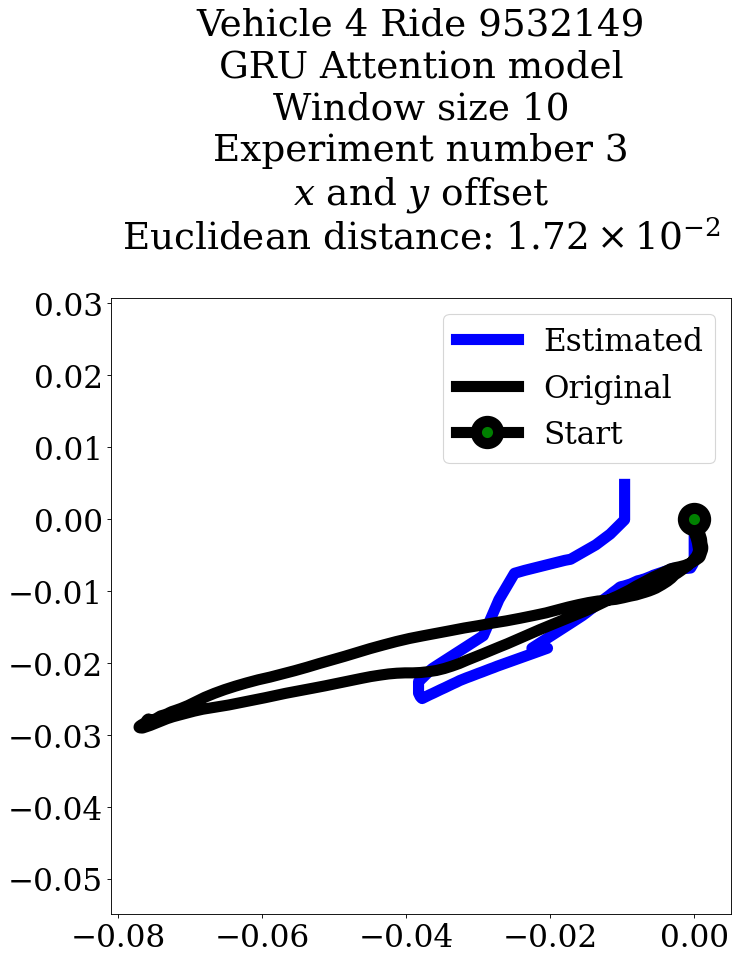 Vehicle 4 Ride 9532149
GRU Attention model
Window size 10
Experiment number 3
x and y offset
Euclidean distance: 1.72 × 10⁻²
Estimated
Original
Start
0.03
0.02
0.01
0.00
−0.01
−0.02
−0.03
−0.04
−0.05
−0.08 −0.06 −0.04 −0.02 0.00